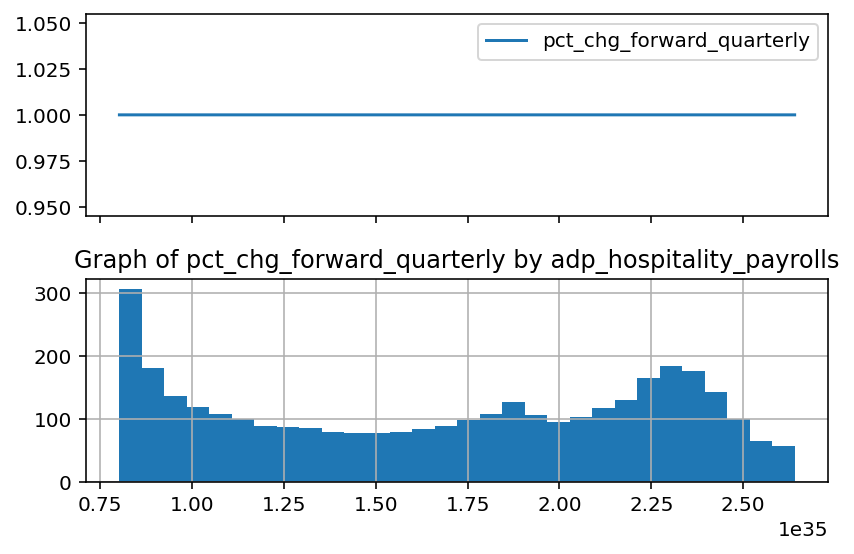 1.050
pct_chg_forward_quarterly
1.025
1.000
0.975
0.950
Graph of pct_chg_forward_quarterly by adp_hospitality_payrolls
300
200
100
0
0.75 1.00 1.25 1.50 1.75 2.00 2.25 2.50
1e35